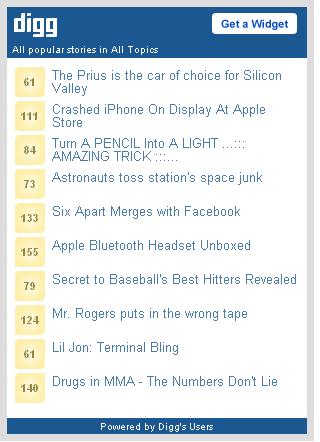 digg
Get a Widget
All popular stories in All Topics
61
The Prius is the car of choice for Silicon
Valley
111
Crashed iPhone On Display At Apple
Store
84
Turn A PENCIL Into A LIGHT ...:::
AMAZING TRICK :::...
73
Astronauts toss station's space junk
133
Six Apart Merges with Facebook
155
Apple Bluetooth Headset Unboxed
79
Secret to Baseball's Best Hitters Revealed
124
Mr. Rogers puts in the wrong tape
61
Lil Jon: Terminal Bling
140
Drugs in MMA - The Numbers Don't Lie
Powered by Digg's Users